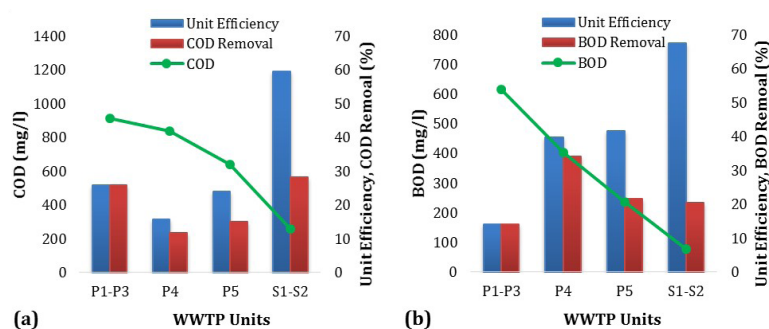 Unit Efficiency
COD Removal
COD
1400
1200
1000
800
600
400
200
0
COD (mg/l)
70
60
50
40
30
20
10
0
Unit Efficiency, COD Remoal (%)
P1-P3 P4 P5 S1-S2
WWTP Units
(a)
Unit Efficiency
BOD Removal
BOD
800
700
600
500
400
300
200
100
0
BOD (mg/l)
70
60
50
40
30
20
10
0
Unit Efficiency, BOD Removal (%)
P1-P3 P4 P5 S1-S2
WWTP Units
(b)